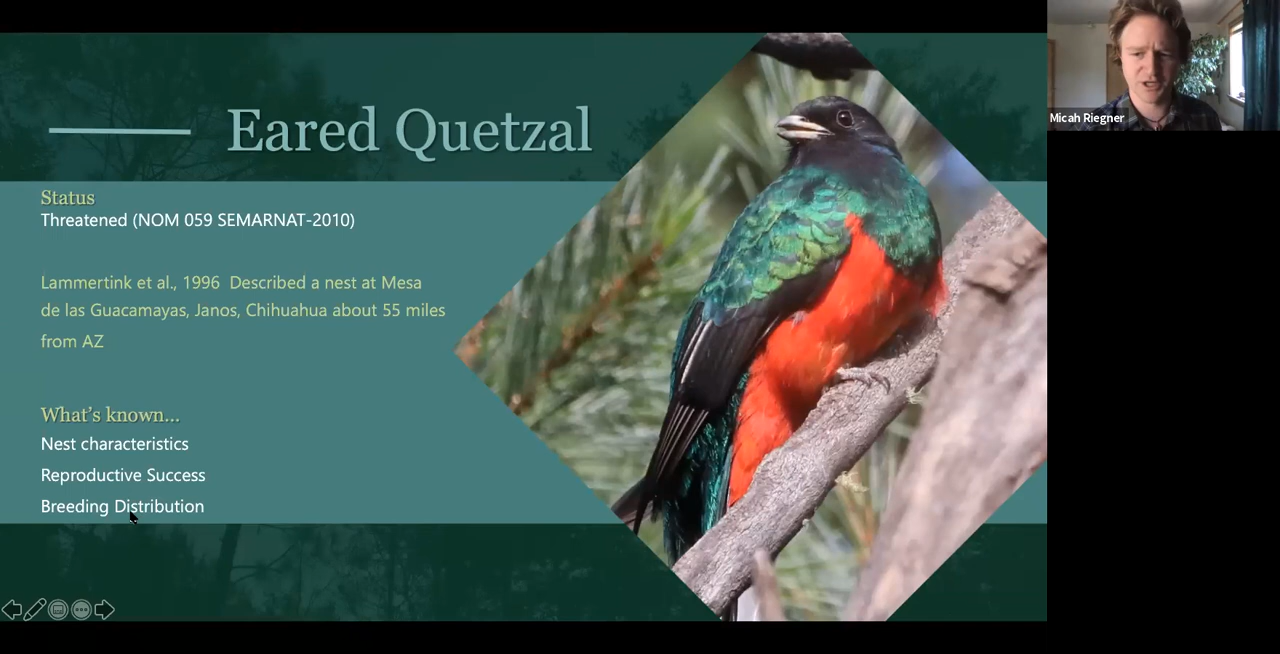 Eared Quetzal
Micah Riegner
Status
Threatened (NOM 059 SEMARNAT-2010)
Lammertink et al., 1996  Described a nest at Mesa
de las Guacamayas, Janos, Chihuahua about 55 miles
from AZ
What's known...
Nest characteristics
Reproductive Success
Breeding Distribution